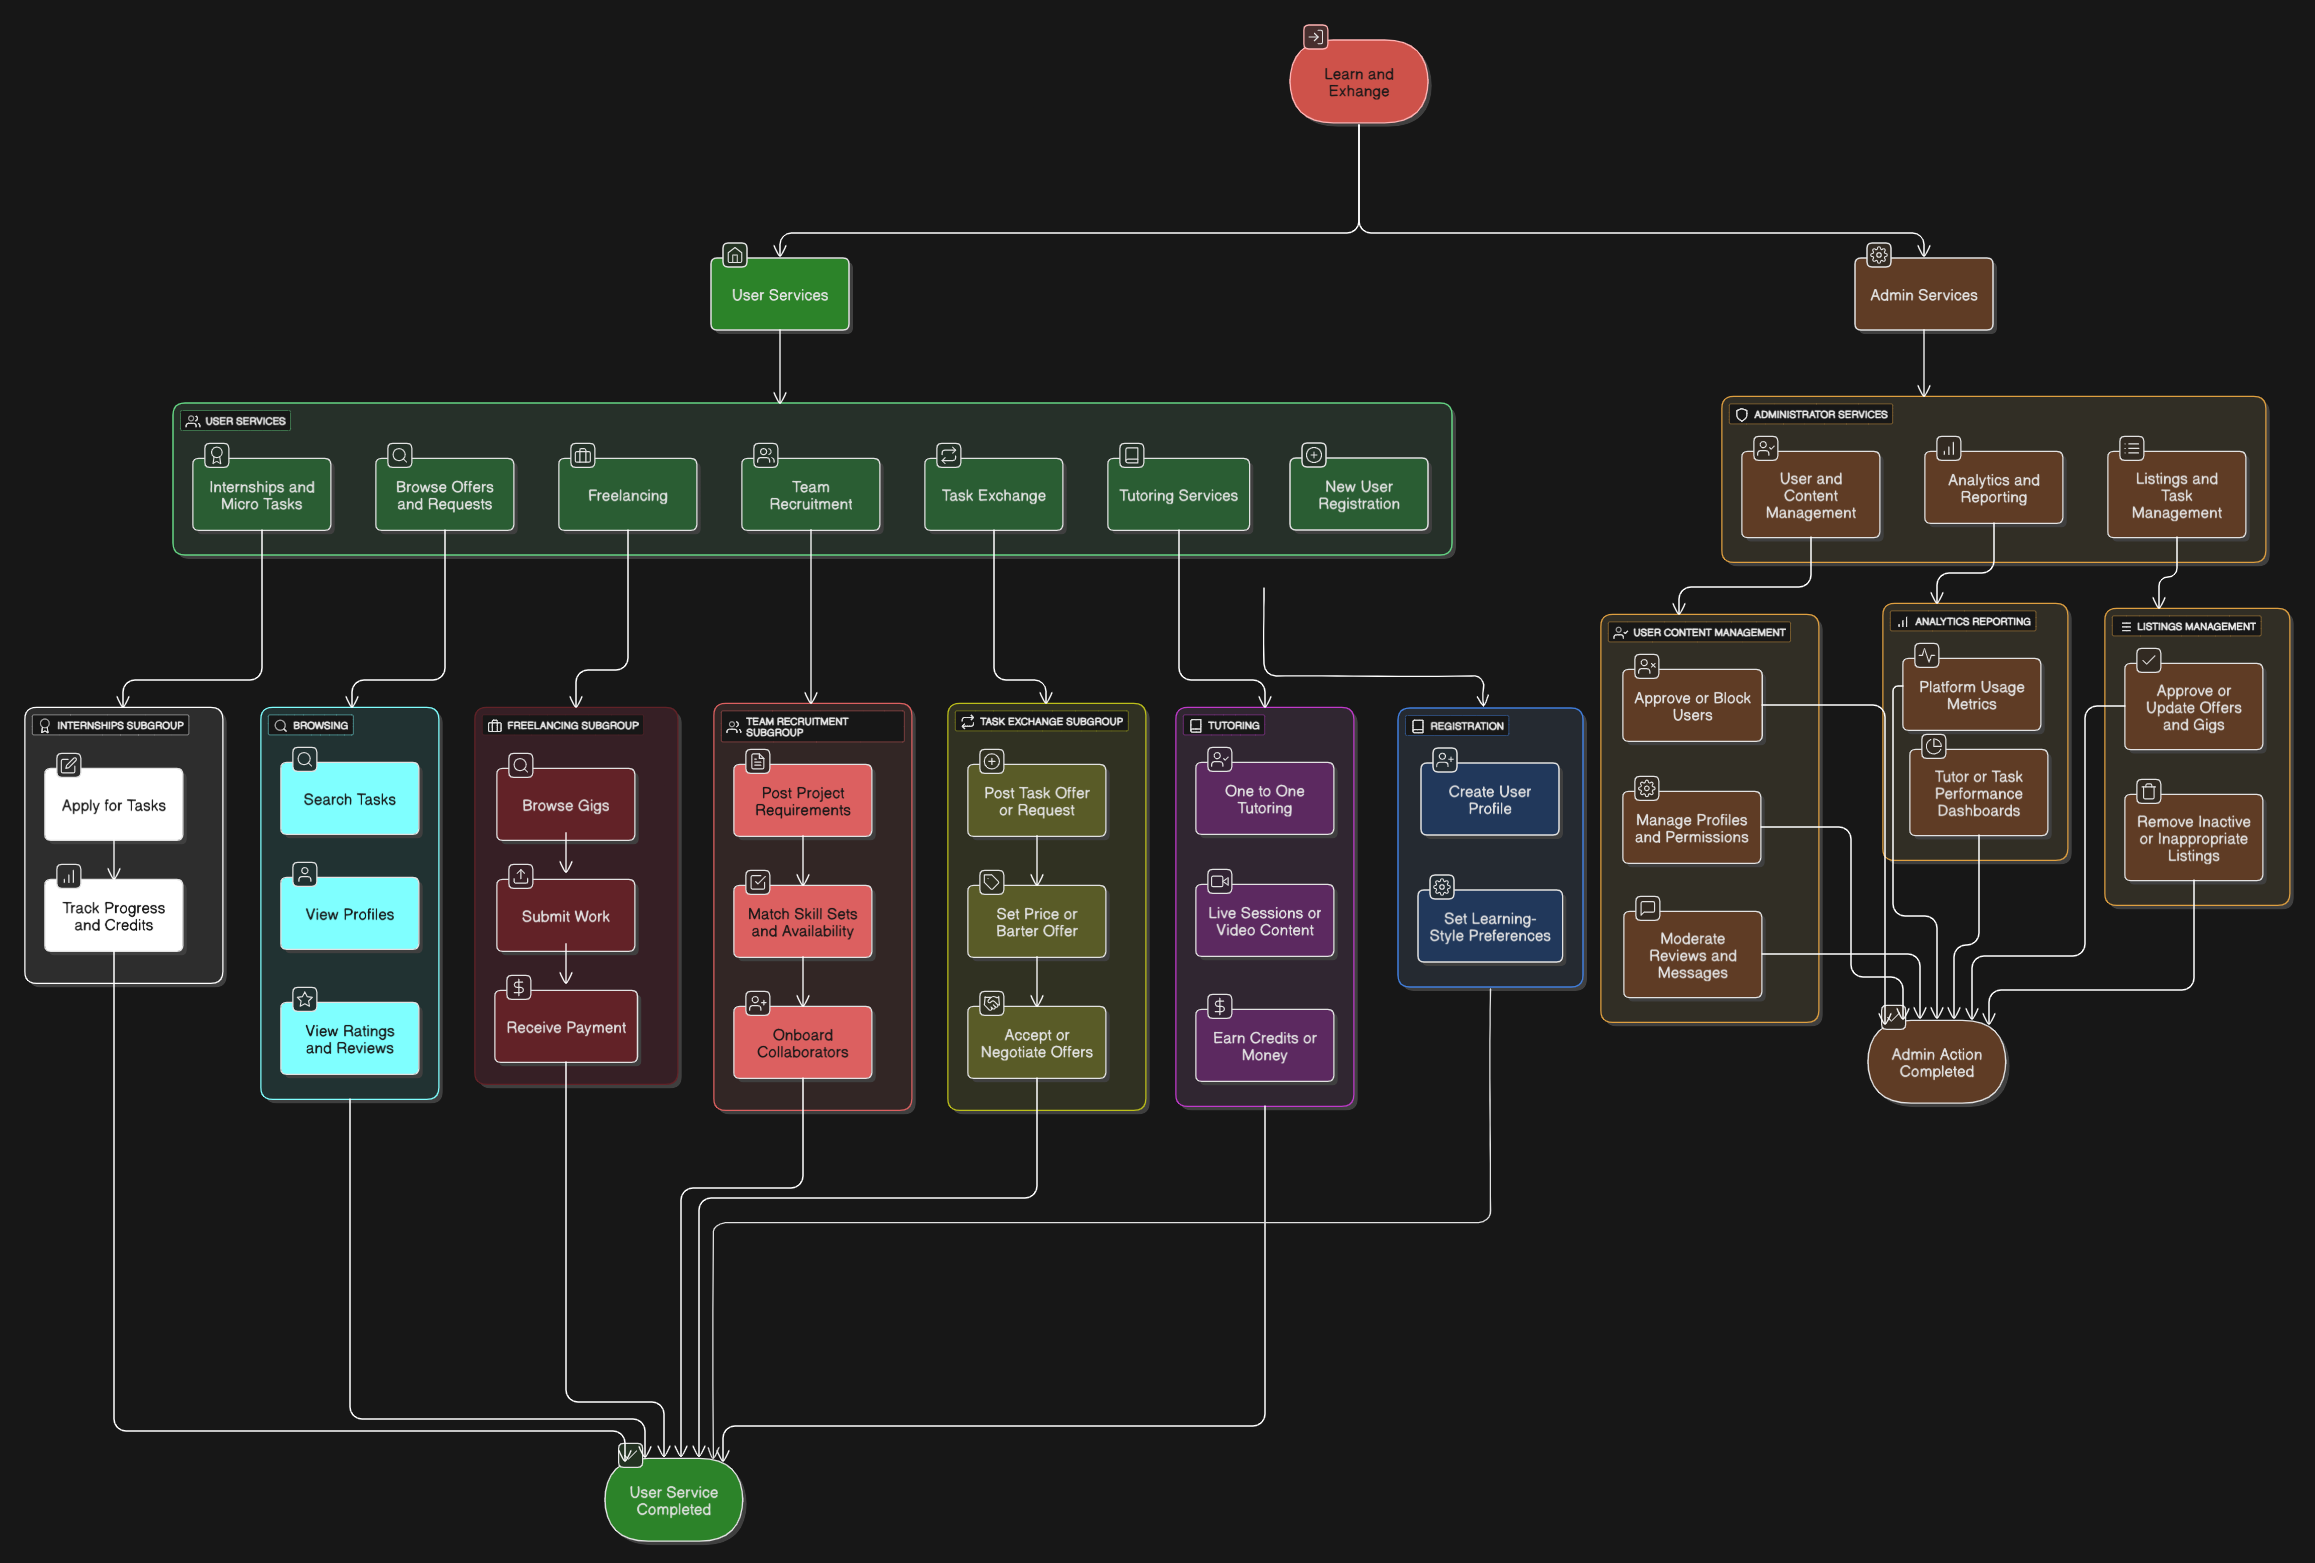 Learn and
Exhange
User Services
Admin Services
USER SERVICES
Internships and
Micro Tasks
Browse Offers
and Requests
Freelancing
Team
Recruitment
Task Exchange
Tutoring Services
New User
Registration
ADMINISTRATOR SERVICES
User and
Content
Management
Analytics and
Reporting
Listings and
Task
Management
INTERNSHIPS SUBGROUP
Apply for Tasks
Track Progress
and Credits
BROWSING
Search Tasks
View Profiles
View Ratings
and Reviews
FREELANCING SUBGROUP
Browse Gigs
Submit Work
Receive Payment
TEAM RECRUITMENT
SUBGROUP
Post Project
Requirements
Match Skill Sets
and Availability
Onboard
Collaborators
TASK EXCHANGE SUBGROUP
Post Task Offer
or Request
Set Price or
Barter Offer
Accept or
Negotiate Offers
TUTORING
One to One
Tutoring
Live Sessions or
Video Content
Earn Credits or
Money
REGISTRATION
Create User
Profile
Set Learning-
Style Preferences
USER CONTENT MANAGEMENT
Approve or Block
Users
Manage Profiles
and Permissions
Moderate
Reviews and
Messages
ANALYTICS REPORTING
Platform Usage
Metrics
Tutor or Task
Performance
Dashboards
LISTINGS MANAGEMENT
Approve or
Update Offers
and Gigs
Remove Inactive
or Inappropriate
Listings
Admin Action
Completed
User Service
Completed